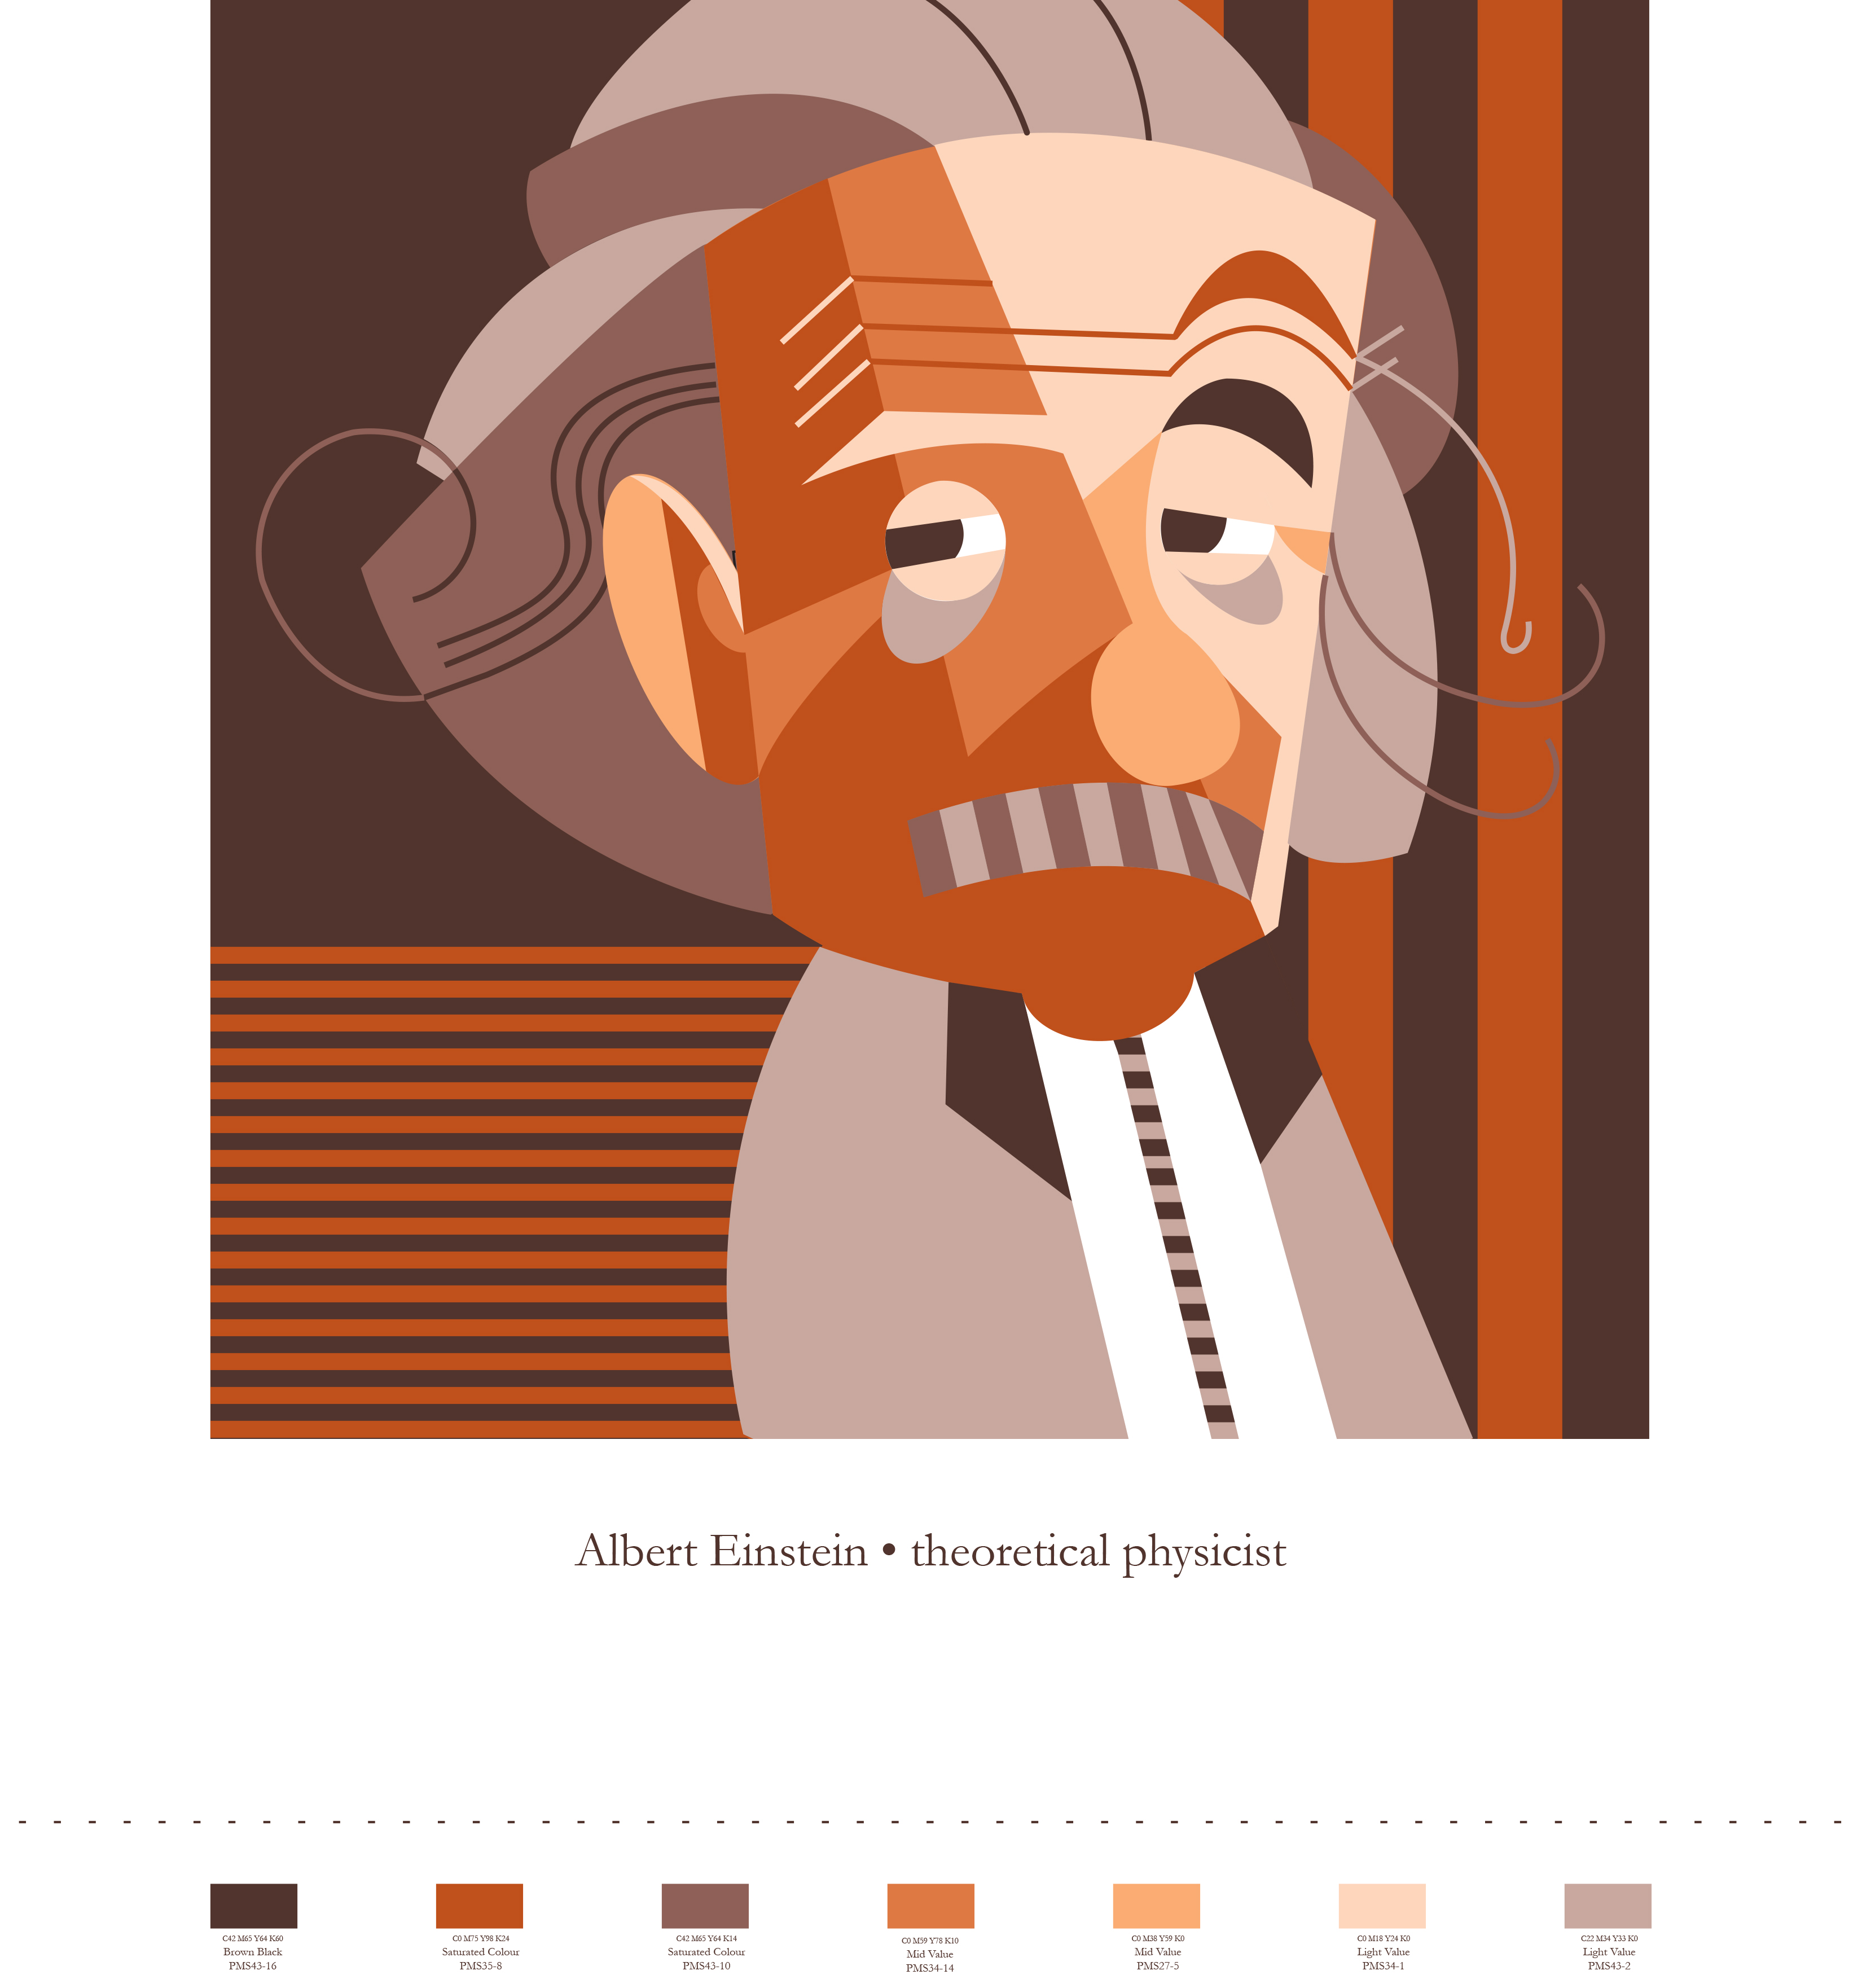 Albert Einstein • theoretical physicist
C42 M65 Y64 K60
Brown Black
PMS43-16
C0 M75 Y98 K24
Saturated Colour
PMS35-8
C42 M65 Y64 K14
Saturated Colour
PMS43-10
C0 M59 Y78 K10
Mid Value
PMS34-14
C0 M38 Y59 K0
Mid Value
PMS27-5
C0 M18 Y24 K0
Light Value
PMS34-1
C22 M34 Y33 K0
Light Value
PMS43-2